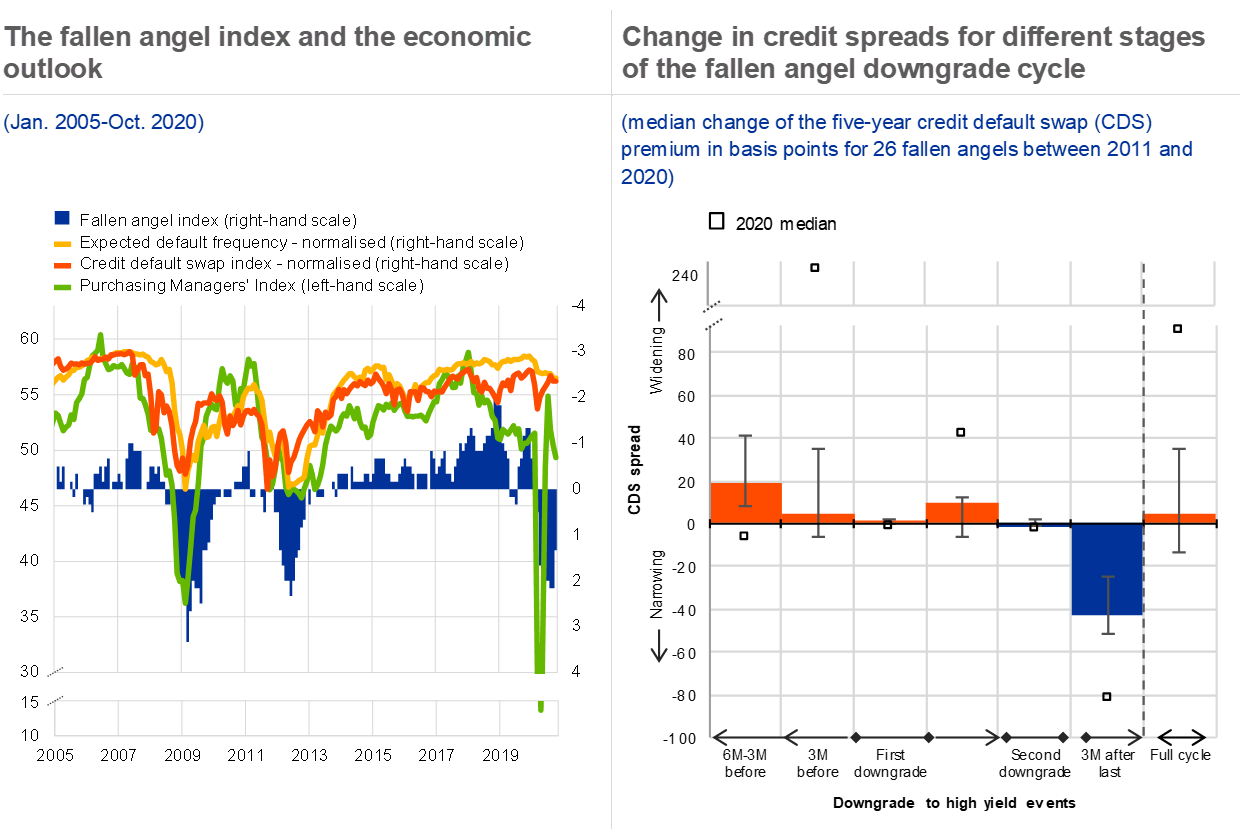 The fallen angel index and the economic
outlook
(Jan. 2005-Oct. 2020)
Fallen angel index (right-hand scale)
Expected default frequency - normalised (right-hand scale)
Credit default swap index - normalised (right-hand scale)
Purchasing Managers' Index (left-hand scale)
60
55
50
45
40
35
30
15
10
-4
-3
-2
-1
0
1
2
3
4
2005 2007 2009 2011 2013 2015 2017 2019
Change in credit spreads for different stages
of the fallen angel downgrade cycle
(median change of the five-year credit default swap (CDS)
premium in basis points for 26 fallen angels between 2011 and
2020)
2020 median
CDS spread
Widening
Narrowing
240
80
60
40
20
0
-20
-40
-60
-80
-100
6M-3M
before
3M
before
First
downgrade
Second
downgrade
3M after
last
Full cycle
Downgrade to high yield events